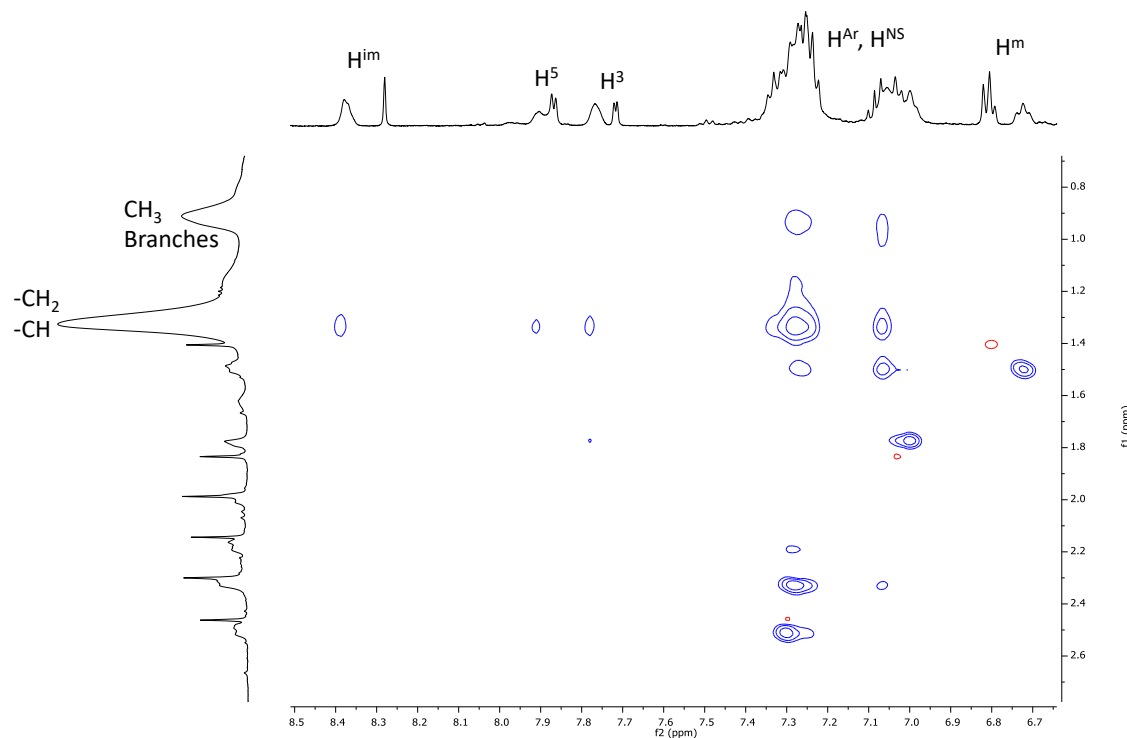 H^im
H^5
H^3
H^Ar, H^NS
H^m
CH_3
Branches
-CH_2
-CH
0.8
1.0
1.2
1.4
1.6
1.8
2.0
2.2
2.4
2.6
f1 (ppm)
8.5 8.4 8.3 8.2 8.1 8.0 7.9 7.8 7.7 7.6 7.5 7.4 7.3 7.2 7.1 7.0 6.9 6.8 6.7
f2 (ppm)